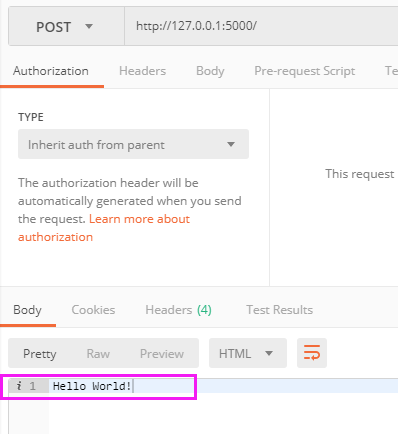 POST http://127.0.0.1:5000/
Authorization Headers Body Pre-request Script
TYPE
Inherit auth from parent
The authorization header will be
automatically generated when you send
the request. Learn more about
authorization
This request
Body Cookies Headers (4) Test Results
Pretty Raw Preview HTML
i 1 Hello World!